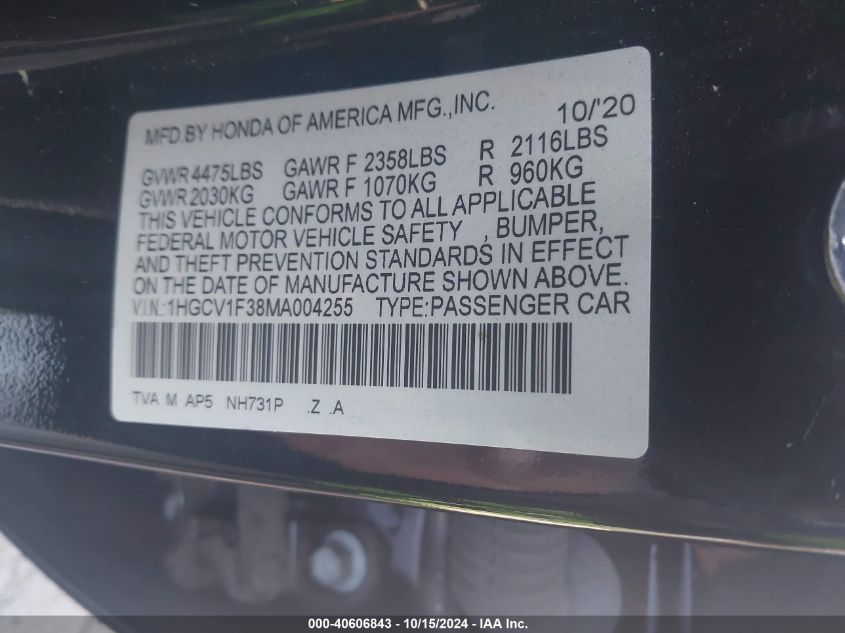 MFD.BY HONDA OF AMERICA MFG.,INC. 10/'20
GVWR 4475LBS GAWR F 2358LBS R 2116LBS
GVWR 2030KG GAWR F 1070KG R 960KG
THIS VEHICLE CONFORMS TO ALL APPLICABLE
FEDERAL MOTOR VEHICLE SAFETY , BUMPER,
AND THEFT PREVENTION STANDARDS IN EFFECT
ON THE DATE OF MANUFACTURE SHOWN ABOVE.
V.I.N.:1HGCV1F38MA004255 TYPE:PASSENGER CAR
TVA M AP5 NH731P .Z .A
000-40606843 - 10/15/2024 - IAA Inc.